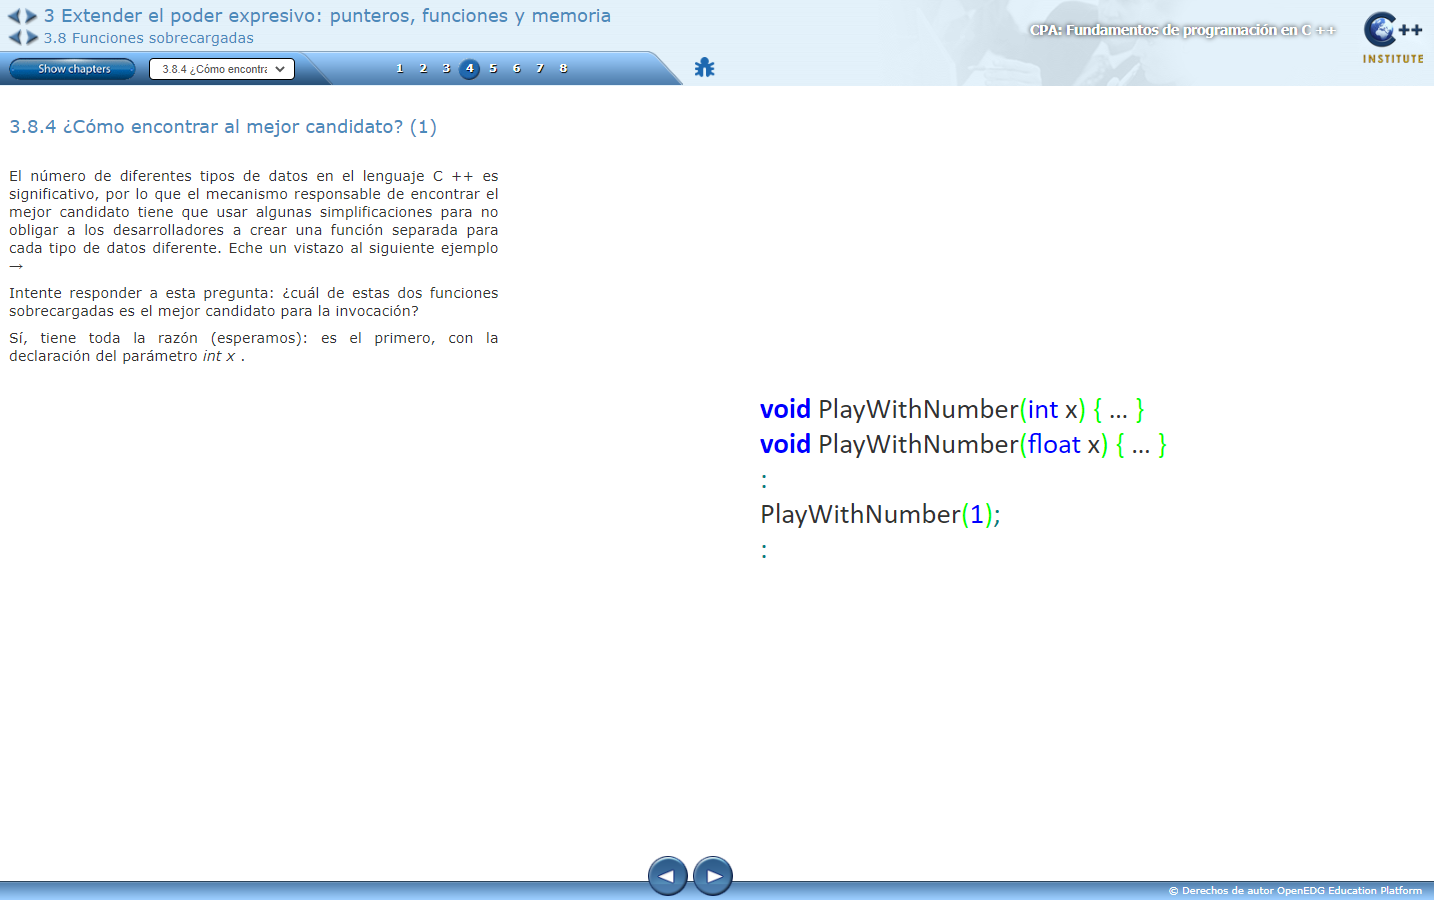 3 Extender el poder expresivo: punteros, funciones y memoria
3.8 Funciones sobrecargadas
CPA: Fundamentos de programación en C ++
C++
INSTITUTE
Show chapters
3.8.4 ¿Cómo encontra
1 2 3 4 5 6 7 8
3.8.4 ¿Cómo encontrar al mejor candidato? (1)
El número de diferentes tipos de datos en el lenguaje C ++ es
significativo, por lo que el mecanismo responsable de encontrar el
mejor candidato tiene que usar algunas simplificaciones para no
obligar a los desarrolladores a crear una función separada para
cada tipo de datos diferente. Eche un vistazo al siguiente ejemplo
→
Intente responder a esta pregunta: ¿cuál de estas dos funciones
sobrecargadas es el mejor candidato para la invocación?
Sí, tiene toda la razón (esperamos): es el primero, con la
declaración del parámetro int x .
void PlayWithNumber(int x) { ... }
void PlayWithNumber(float x) { ... }
:
PlayWithNumber(1);
:
© Derechos de autor OpenEDG Education Platform